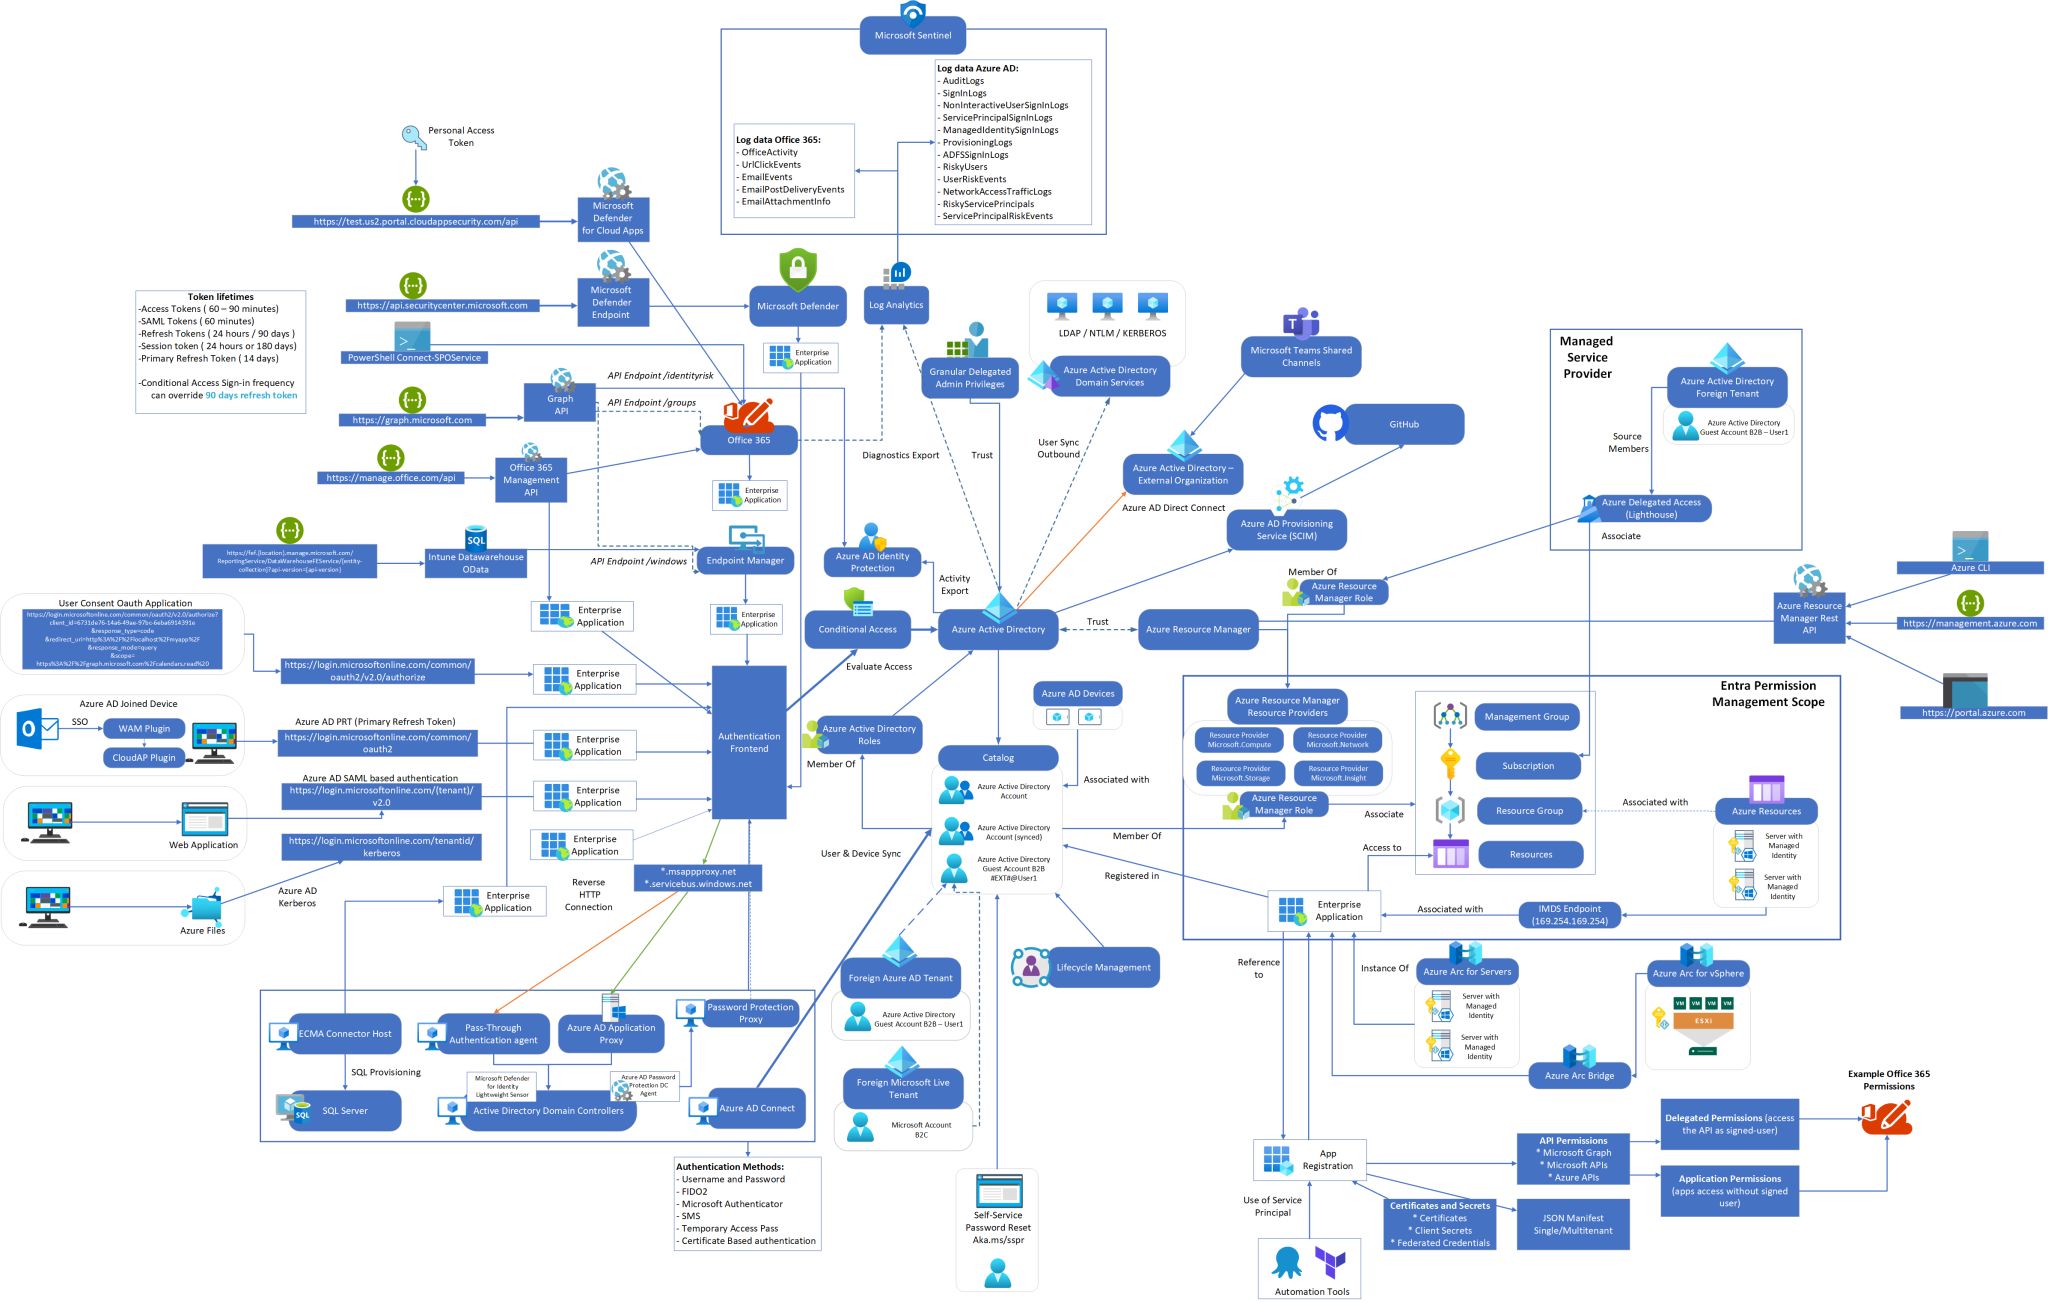 Microsoft Sentinel
Log data Azure AD:
- AuditLogs
- SignInLogs
- NonInteractiveUserSignInLogs
- ServicePrincipalSignInLogs
- ManagedIdentitySignInLogs
- ProvisioningLogs
- ADFSSignInLogs
- RiskyUsers
- UserRiskEvents
- NetworkAccessTrafficLogs
- RiskyServicePrincipals
- ServicePrincipalRiskEvents
Log data Office 365:
- OfficeActivity
- UrlClickEvents
- EmailEvents
- EmailPostDeliveryEvents
- EmailAttachmentInfo
Personal Access
Token
https://test.us2.portal.cloudappsecurity.com/api
Microsoft
Defender
for Cloud Apps
https://api.securitycenter.microsoft.com
Microsoft
Defender
Endpoint
Microsoft Defender
Enterprise
Application
Log Analytics
Token lifetimes
-Access Tokens ( 60 – 90 minutes)
-SAML Tokens ( 60 minutes)
-Refresh Tokens ( 24 hours / 90 days )
-Session token ( 24 hours or 180 days)
-Primary Refresh Token ( 14 days)
-Conditional Access Sign-in frequency
can override 90 days refresh token
PowerShell Connect-SPOService
https://graph.microsoft.com
Graph
API
API Endpoint /identityrisk
API Endpoint /groups
Office 365
Enterprise
Application
https://manage.office.com/api
Office 365
Management
API
https://fef.{location}.manage.microsoft.com/
ReportingService/DataWarehouseFEService/{entity-
collection}?api-version={api-version}
SQL
Intune Datawarehouse
OData
API Endpoint /windows
Endpoint Manager
Enterprise
Application
Enterprise
Application
Diagnostics Export
Trust
User Sync
Outbound
LDAP / NTLM / KERBEROS
Azure Active Directory
Domain Services
Granular Delegated
Admin Privileges
Microsoft Teams Shared
Channels
GitHub
Azure Active Directory –
External Organization
Azure AD Direct Connect
Azure AD Provisioning
Service (SCIM)
Azure AD Identity
Protection
Activity
Export
Conditional Access
Evaluate Access
Azure Active Directory
Trust
Azure Resource Manager
Member Of
Azure Resource
Manager Role
Managed
Service
Provider
Azure Active Directory
Foreign Tenant
Azure Active Directory
Guest Account B2B – User1
Source
Members
Azure Delegated Access
(Lighthouse)
Associate
Azure CLI
Azure Resource
Manager Rest
API
https://management.azure.com
https://portal.azure.com
User Consent Oauth Application
https://login.microsoftonline.com/common/oauth2/v2.0/authorize?
client_id=6731de76-14a6-49ae-97bc-6eba6914391e
&response_type=code
&redirect_uri=http%3A%2F%2Flocalhost%2Fmyapp%2F
&response_mode=query
&scope=
https%3A%2F%2Fgraph.microsoft.com%2Fcalendars.read%20
https://login.microsoftonline.com/common/
oauth2/v2.0/authorize
Enterprise
Application
Azure AD Joined Device
SSO
WAM Plugin
CloudAP Plugin
Azure AD PRT (Primary Refresh Token)
https://login.microsoftonline.com/common/
oauth2
Enterprise
Application
Azure AD SAML based authentication
https://login.microsoftonline.com/{tenant}/
v2.0
Enterprise
Application
Web Application
https://login.microsoftonline.com/tenantid/
kerberos
Enterprise
Application
Azure AD
Kerberos
Azure Files
Enterprise
Application
Authentication
Frontend
Reverse
HTTP
Connection
*.msappproxy.net
*.servicebus.windows.net
Azure Active Directory
Roles
Member Of
User & Device Sync
Azure AD Devices
Associated with
Catalog
Azure Active Directory
Account
Azure Active Directory
Account (synced)
Azure Active Directory
Guest Account B2B
#EXT#@User1
Member Of
Registered in
Foreign Azure AD Tenant
Azure Active Directory
Guest Account B2B – User1
Foreign Microsoft Live
Tenant
Microsoft Account
B2C
Lifecycle Management
Self-Service
Password Reset
Aka.ms/sspr
Entra Permission
Management Scope
Azure Resource Manager
Resource Providers
Resource Provider
Microsoft.Compute
Resource Provider
Microsoft.Network
Resource Provider
Microsoft.Storage
Resource Provider
Microsoft.Insight
Azure Resource
Manager Role
Associate
Management Group
Subscription
Resource Group
Resources
Access to
Associated with
Azure Resources
Server with
Managed
Identity
Server with
Managed
Identity
Enterprise
Application
Associated with
IMDS Endpoint
(169.254.169.254)
Reference
to
Instance Of
Azure Arc for Servers
Server with
Managed
Identity
Server with
Managed
Identity
Azure Arc for vSphere
VM VM VM VM
ESXi
Azure Arc Bridge
ECMA Connector Host
SQL Provisioning
SQL
SQL Server
Pass-Through
Authentication agent
Azure AD Application
Proxy
Password Protection
Proxy
Microsoft Defender
for Identity
Lightweight Sensor
Azure AD Password
Protection DC
Agent
Active Directory Domain Controllers
Azure AD Connect
Authentication Methods:
- Username and Password
- FIDO2
- Microsoft Authenticator
- SMS
- Temporary Access Pass
- Certificate Based authentication
App
Registration
Use of Service
Principal
Automation Tools
Certificates and Secrets
* Certificates
* Client Secrets
* Federated Credentials
API Permissions
* Microsoft Graph
* Microsoft APIs
* Azure APIs
JSON Manifest
Single/Multitenant
Delegated Permissions (access
the API as signed-user)
Application Permissions
(apps access without signed
user)
Example Office 365
Permissions